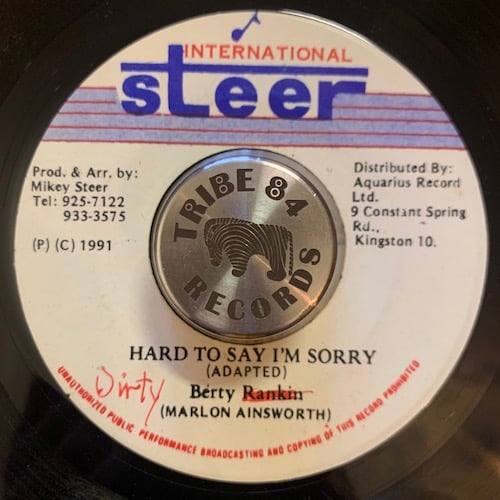 INTERNATIONAL
steer
Prod. & Arr. by:
Mikey Steer
Tel: 925-7122
933-3575
(P) (C) 1991
Distributed By:
Aquarius Record
Ltd.
9 Constant Spring
Rd.,
Kingston 10.
TRIBE 84
RECORDS
HARD TO SAY I'M SORRY
(ADAPTED)
Dirty Berty Rankin
(MARLON AINSWORTH)
UNAUTHORIZED PUBLIC PERFORMANCE BROADCASTING AND COPYING OF THIS RECORD PROHIBITED